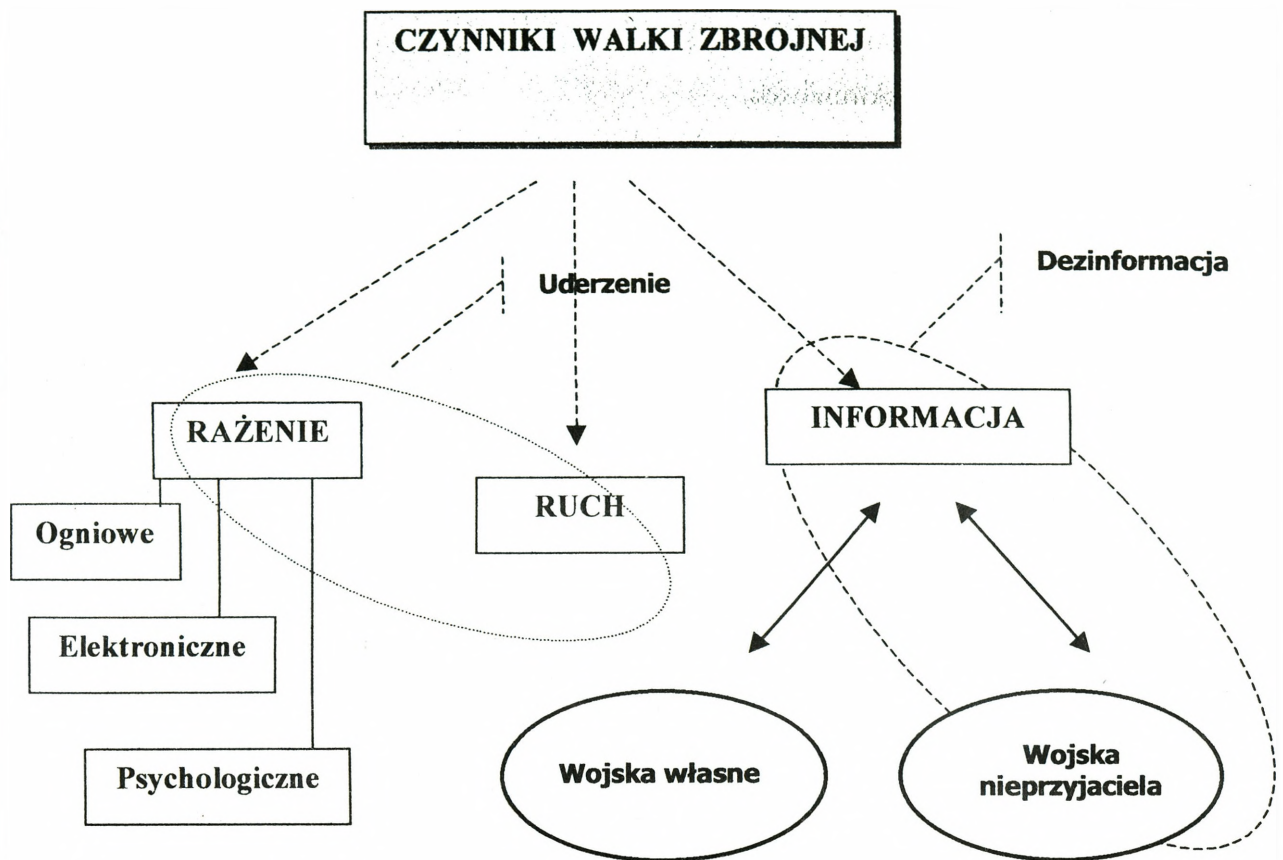 CZYNNIKI WALKI ZBROJNEJ
Uderzenie
Dezinformacja
RAŻENIE
INFORMACJA
RUCH
Ogniowe
Elektroniczne
Psychologiczne
Wojska własne
Wojska
nieprzyjaciela